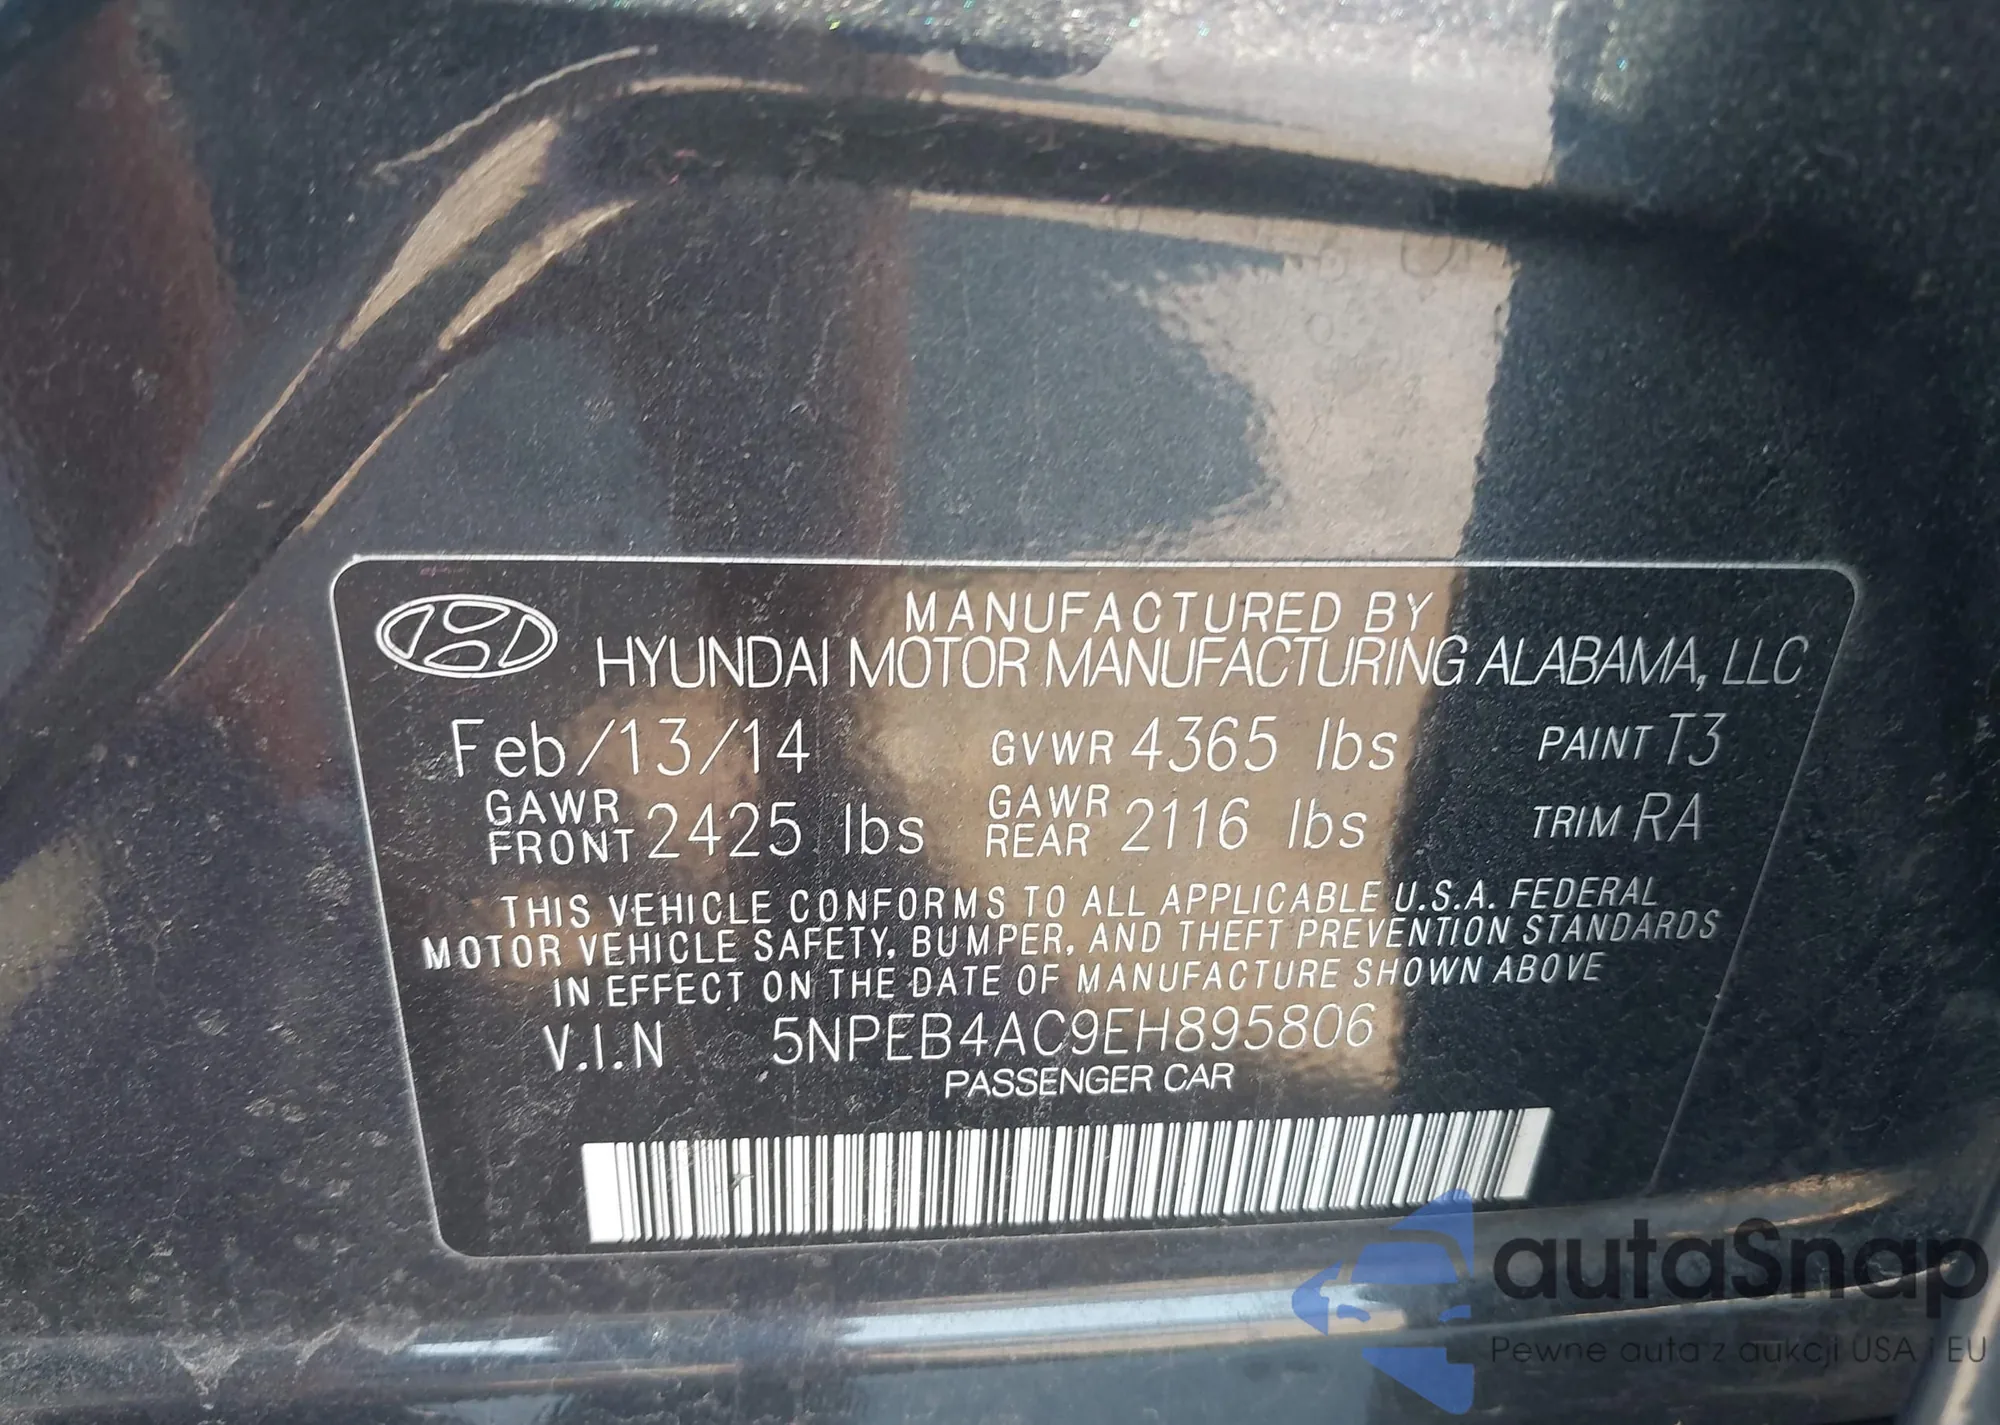 MANUFACTURED BY
HYUNDAI MOTOR MANUFACTURING ALABAMA, LLC
Feb/13/14 GVWR 4365 lbs PAINT T3
GAWR FRONT 2425 lbs GAWR REAR 2116 lbs TRIM RA
THIS VEHICLE CONFORMS TO ALL APPLICABLE U.S.A. FEDERAL
MOTOR VEHICLE SAFETY, BUMPER, AND THEFT PREVENTION STANDARDS
IN EFFECT ON THE DATE OF MANUFACTURE SHOWN ABOVE
V.I.N 5NPEB4AC9EH895806
PASSENGER CAR
autaSnap
Pewne auta z aukcji USA i EU